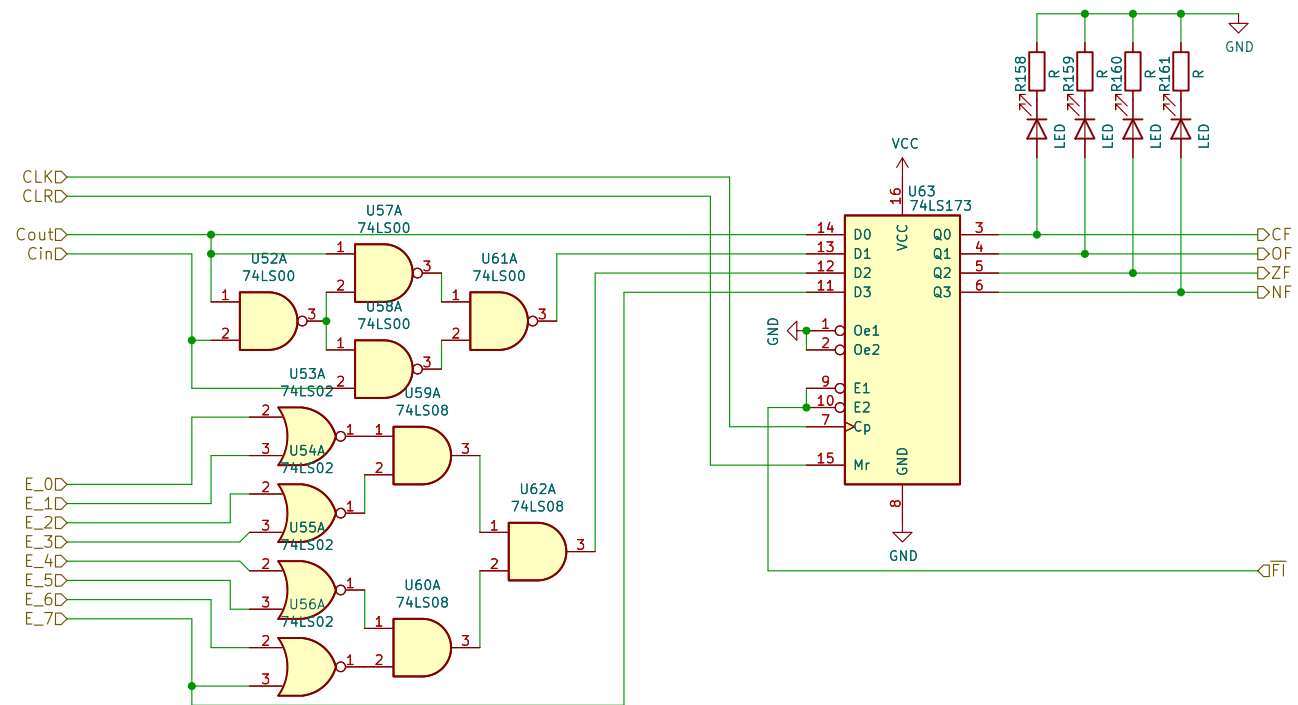 R158
R
R159
R
R160
R
R161
R
GND
LED
LED
LED
LED
VCC
CLK
CLR
16
U63
74LS173
U57A
74LS00
Cout
Cin
14
D0
VCC
Q0
3
CF
13
D1
Q1
4
OF
12
D2
Q2
5
ZF
11
D3
Q3
6
NF
1
2
3
U52A
74LS00
1
2
3
U61A
74LS00
1
2
3
U58A
74LS00
1
2
3
GND
1
Oe1
2
Oe2
9
E1
10
E2
7
Cp
15
Mr
GND
8
GND
U53A
74LS02
2
3
1
U59A
74LS08
1
2
3
U54A
74LS02
2
3
1
E_0
E_1
E_2
E_3
E_4
E_5
E_6
E_7
U55A
74LS02
2
3
1
U62A
74LS08
1
2
3
FI
U60A
74LS08
1
2
3
U56A
74LS02
2
3
1